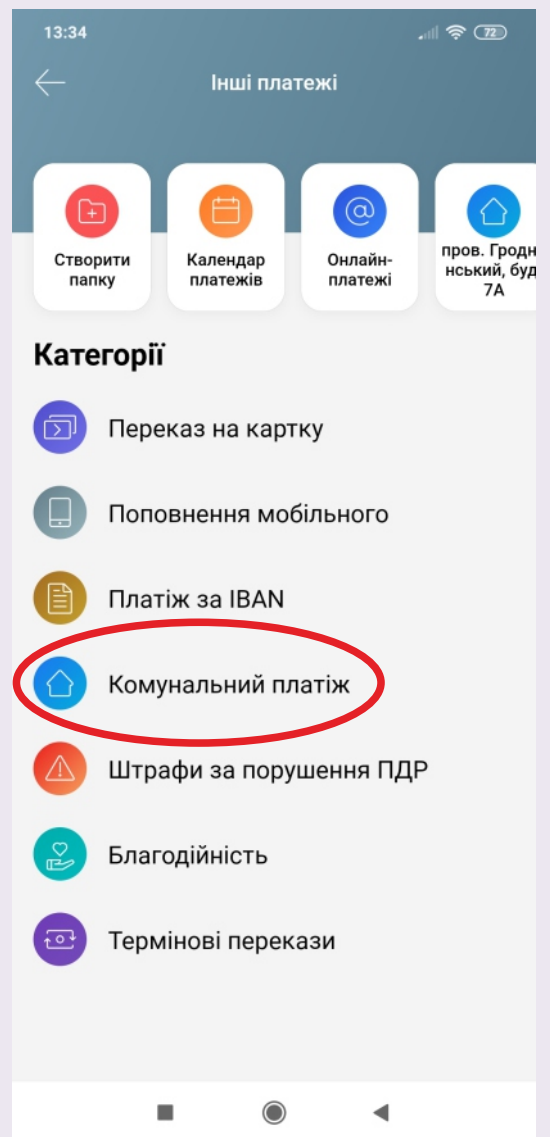 13:34
72
Інші платежі
Створити
папку
Календар
платежів
Онлайн-
платежі
пров. Гродн
нський, буд
7А
Категорії
Переказ на картку
Поповнення мобільного
Платіж за IBAN
Комунальний платіж
Штрафи за порушення ПДР
Благодійність
Термінові перекази